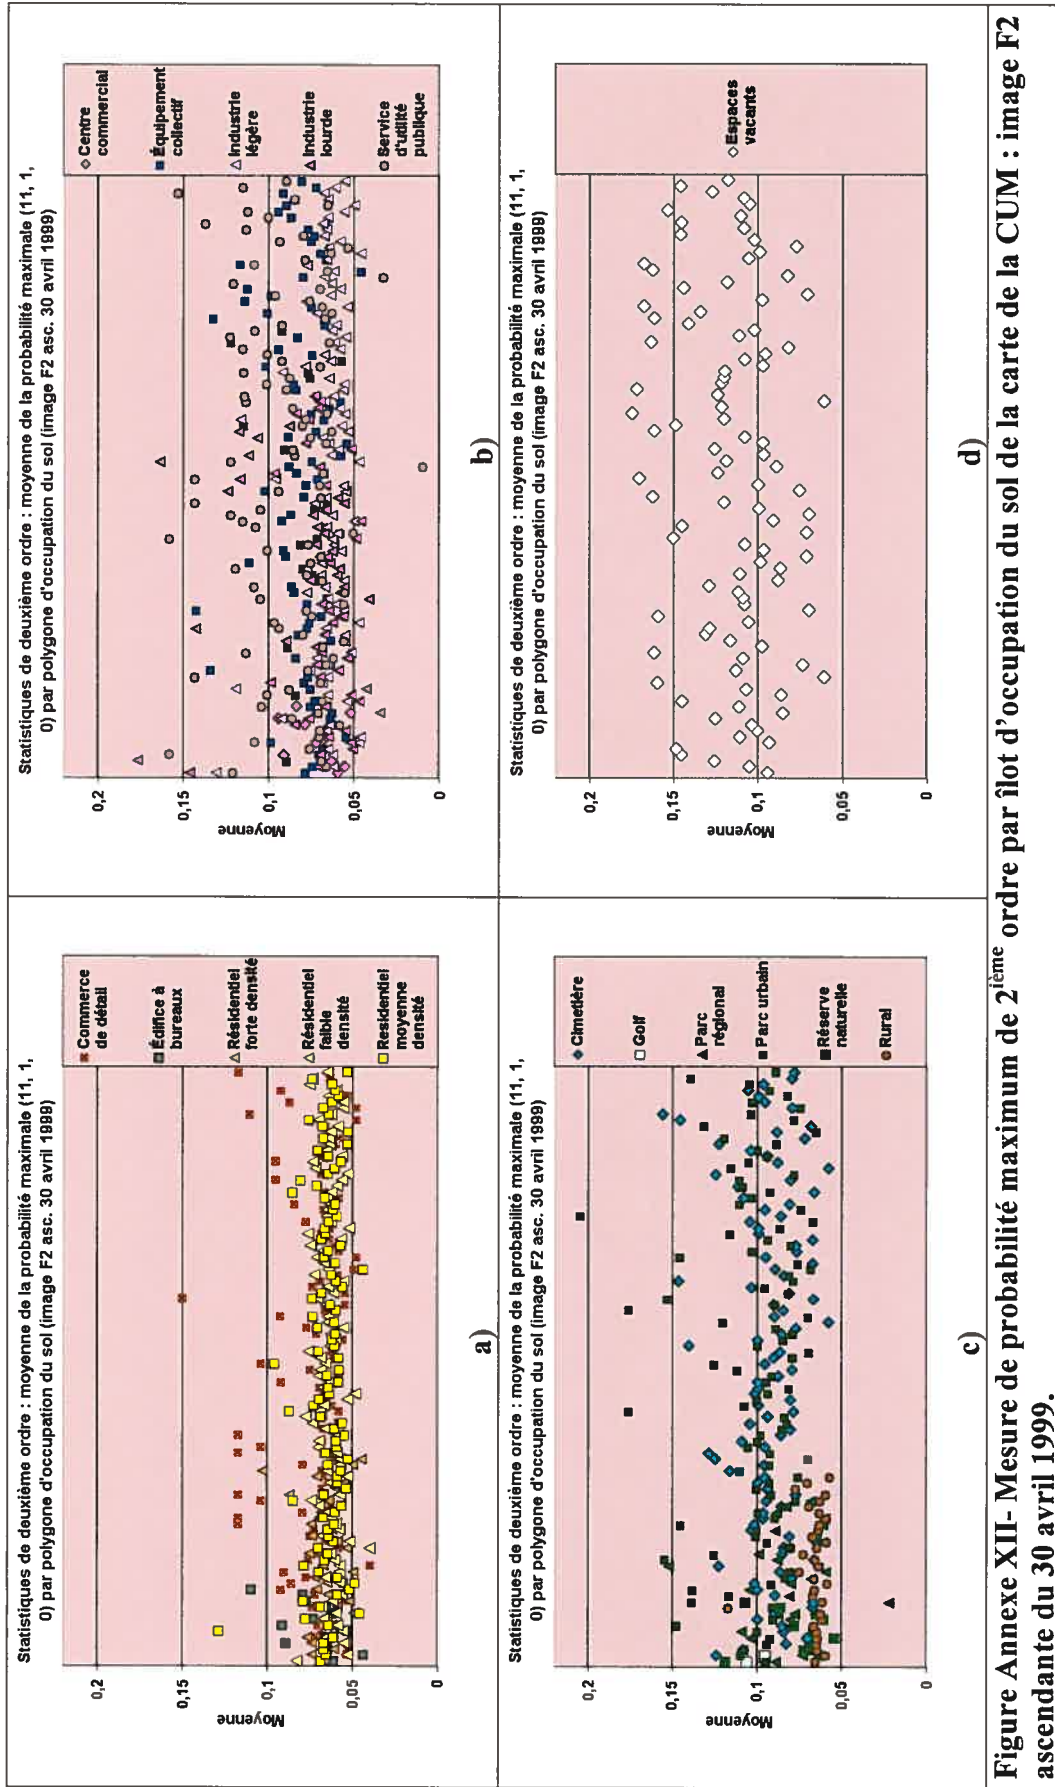 Statistiques de deuxième ordre : moyenne de la probabilité maximale (11, 1,
0) par polygone d'occupation du sol (image F2 asc. 30 avril 1999)
Moyenne
0,2
0,15
0,1
0,05
0
Commerce
de détail
Édifice à
bureaux
Résidentiel
forte densité
Résidentiel
faible
densité
Residentiel
moyenne
densité
a)
Statistiques de deuxième ordre : moyenne de la probabilité maximale (11, 1,
0) par polygone d'occupation du sol (image F2 asc. 30 avril 1999)
Moyenne
0,2
0,15
0,1
0,05
0
Centre
commercial
Équipement
collectif
Industrie
légère
Industrie
lourde
Service
d'utilité
publique
b)
Statistiques de deuxième ordre : moyenne de la probabilité maximale (11, 1,
0) par polygone d'occupation du sol (image F2 asc. 30 avril 1999)
Moyenne
0,2
0,15
0,1
0,05
0
Cimetière
Golf
Parc
régional
Parc urbain
Réserve
naturelle
Rural
c)
Statistiques de deuxième ordre : moyenne de la probabilité maximale (11, 1,
0) par polygone d'occupation du sol (image F2 asc. 30 avril 1999)
Moyenne
0,2
0,15
0,1
0,05
0
Espaces
vacants
d)
Figure Annexe XII- Mesure de probabilité maximum de 2ième ordre par îlot d'occupation du sol de la carte de la CUM : image F2
ascendante du 30 avril 1999.